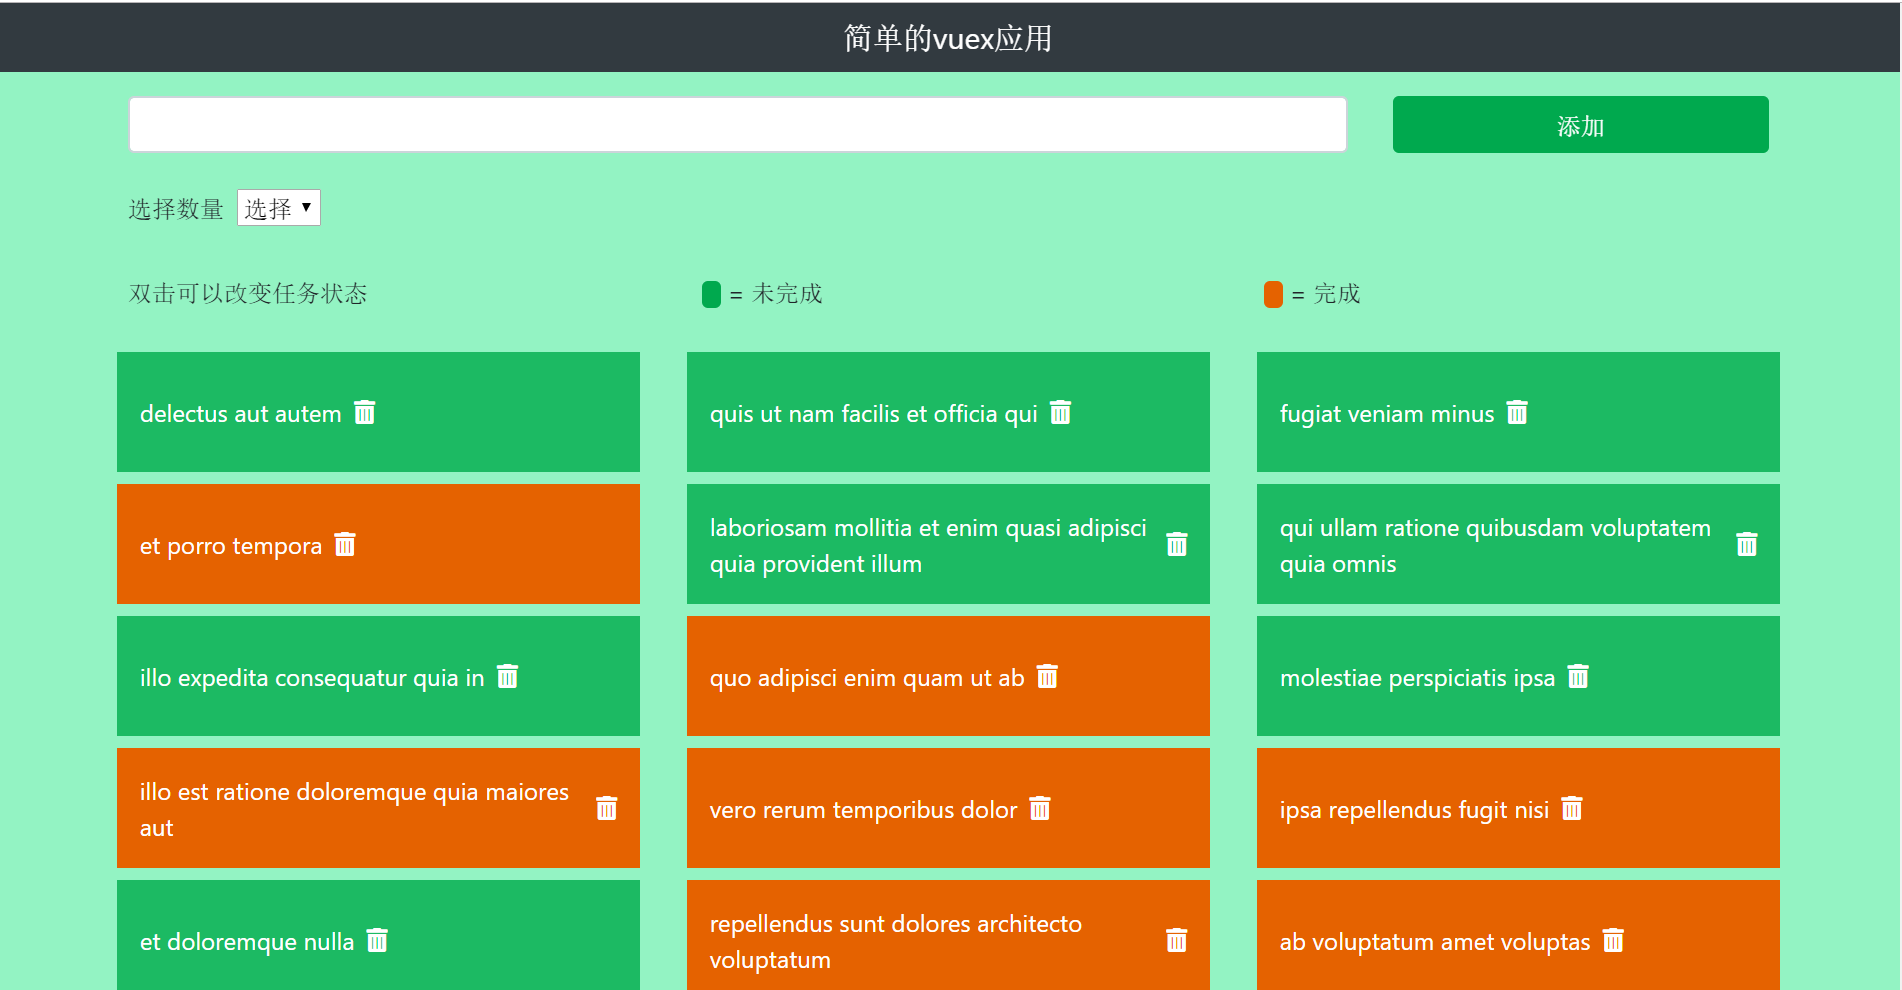 简单的vuex应用
添加
选择数量 选择
双击可以改变任务状态
= 未完成
= 完成
delectus aut autem
quis ut nam facilis et officia qui
fugiat veniam minus
et porro tempora
laboriosam mollitia et enim quasi adipisci
quia provident illum
qui ullam ratione quibusdam voluptatem
quia omnis
illo expedita consequatur quia in
quo adipisci enim quam ut ab
molestiae perspiciatis ipsa
illo est ratione doloremque quia maiores
aut
vero rerum temporibus dolor
ipsa repellendus fugit nisi
et doloremque nulla
repellendus sunt dolores architecto
voluptatum
ab voluptatum amet voluptas